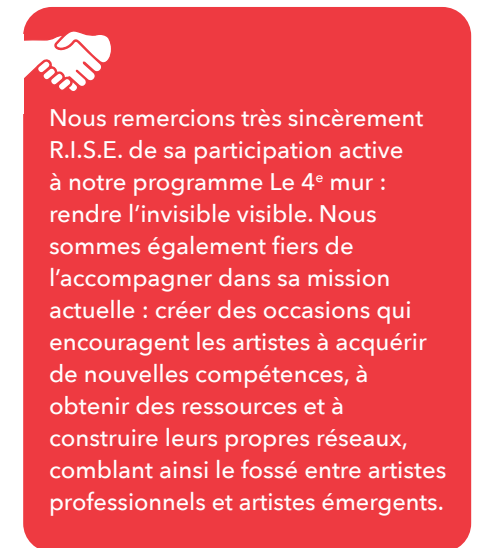 Nous remercions très sincèrement
R.I.S.E. de sa participation active
à notre programme Le 4ᵉ mur :
rendre l’invisible visible. Nous
sommes également fiers de
l’accompagner dans sa mission
actuelle : créer des occasions qui
encouragent les artistes à acquérir
de nouvelles compétences, à
obtenir des ressources et à
construire leurs propres réseaux,
comblant ainsi le fossé entre artistes
professionnels et artistes émergents.